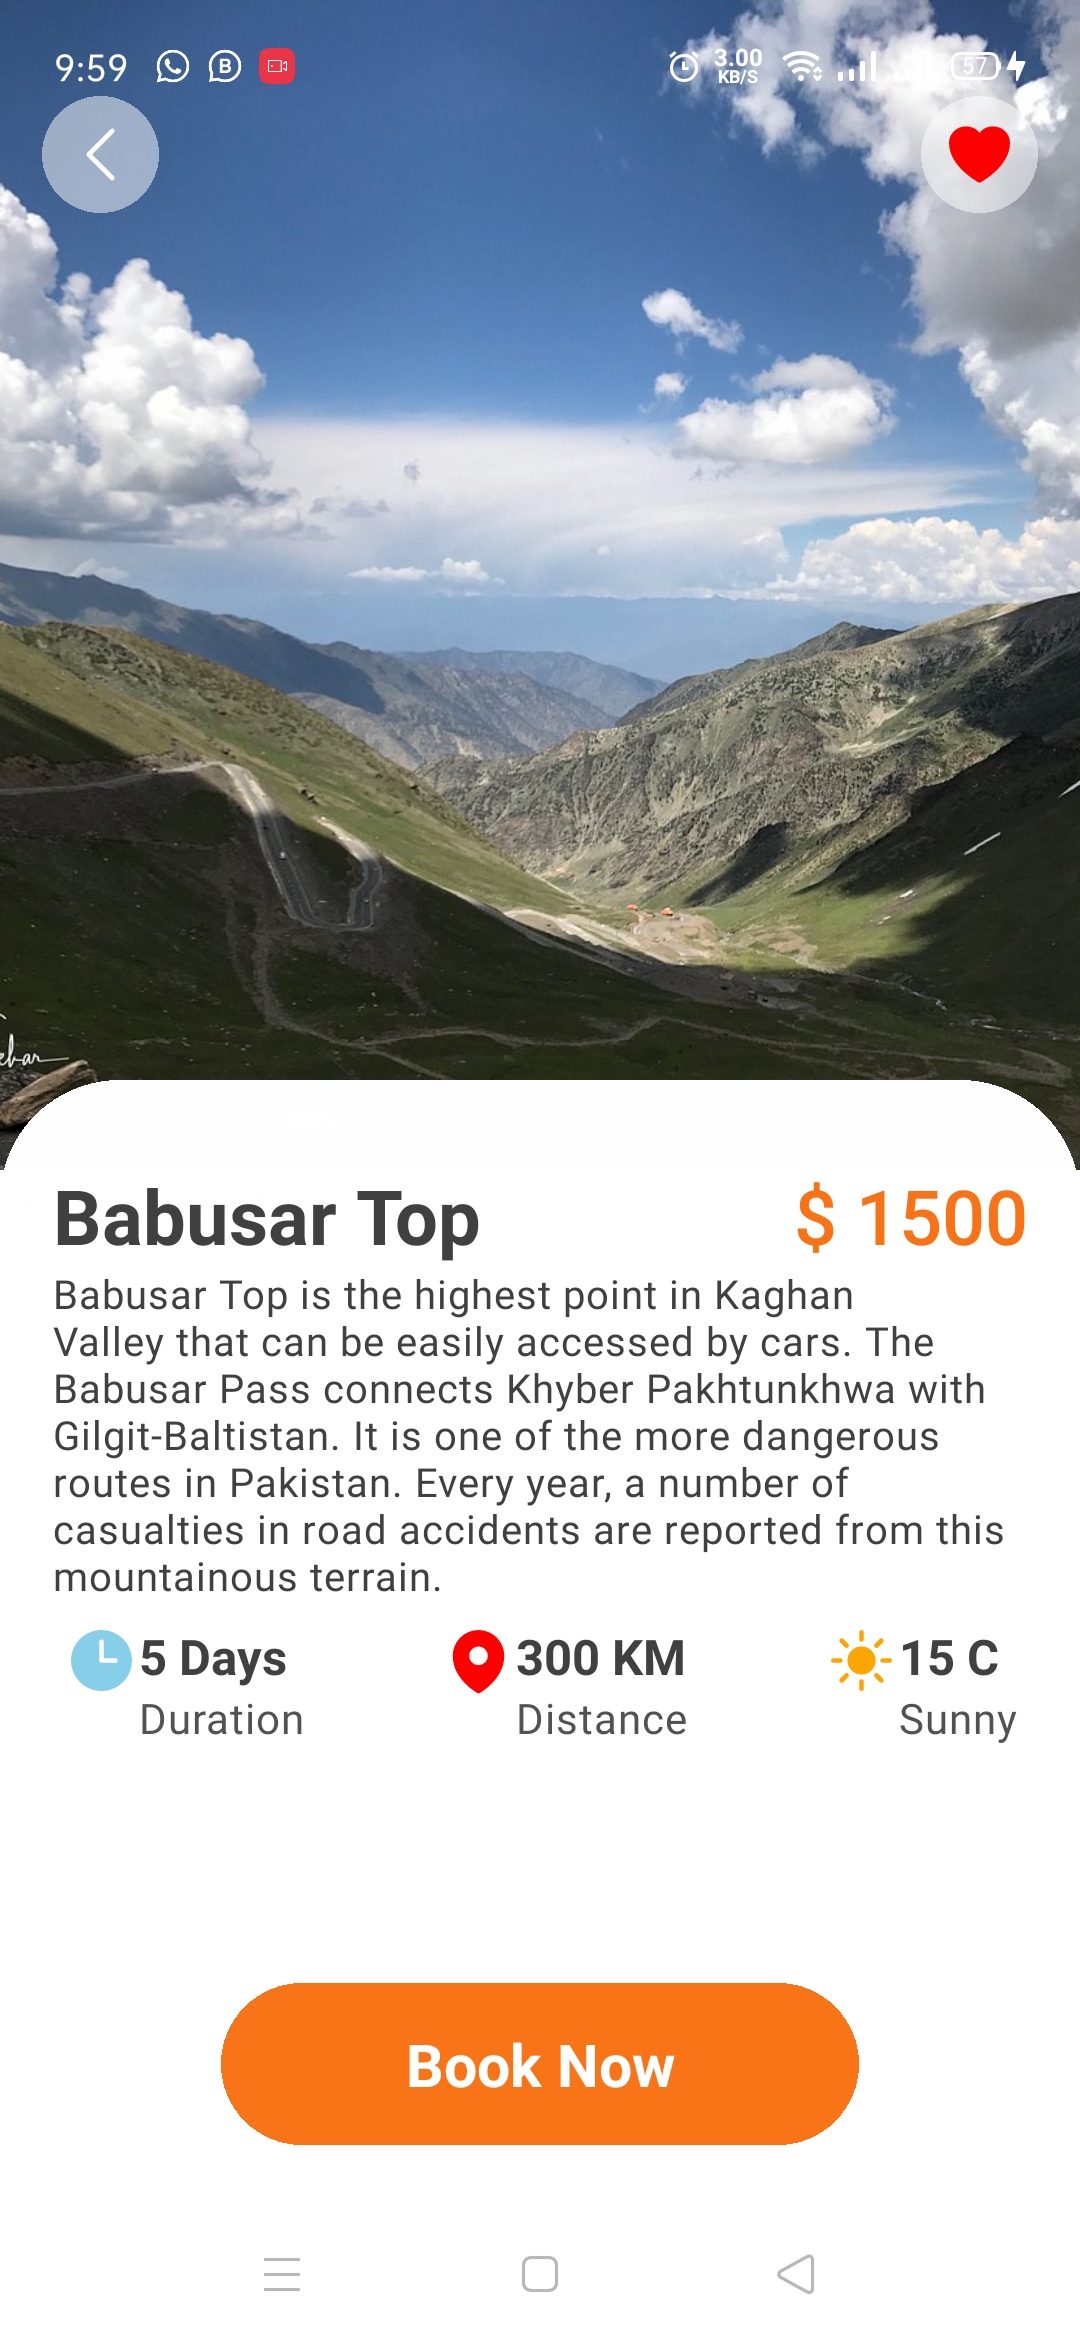 9:59
3.00
KB/S
57
Babusar Top
$ 1500
Babusar Top is the highest point in Kaghan
Valley that can be easily accessed by cars. The
Babusar Pass connects Khyber Pakhtunkhwa with
Gilgit-Baltistan. It is one of the more dangerous
routes in Pakistan. Every year, a number of
casualties in road accidents are reported from this
mountainous terrain.
5 Days
300 KM
15 C
Duration
Distance
Sunny
Book Now